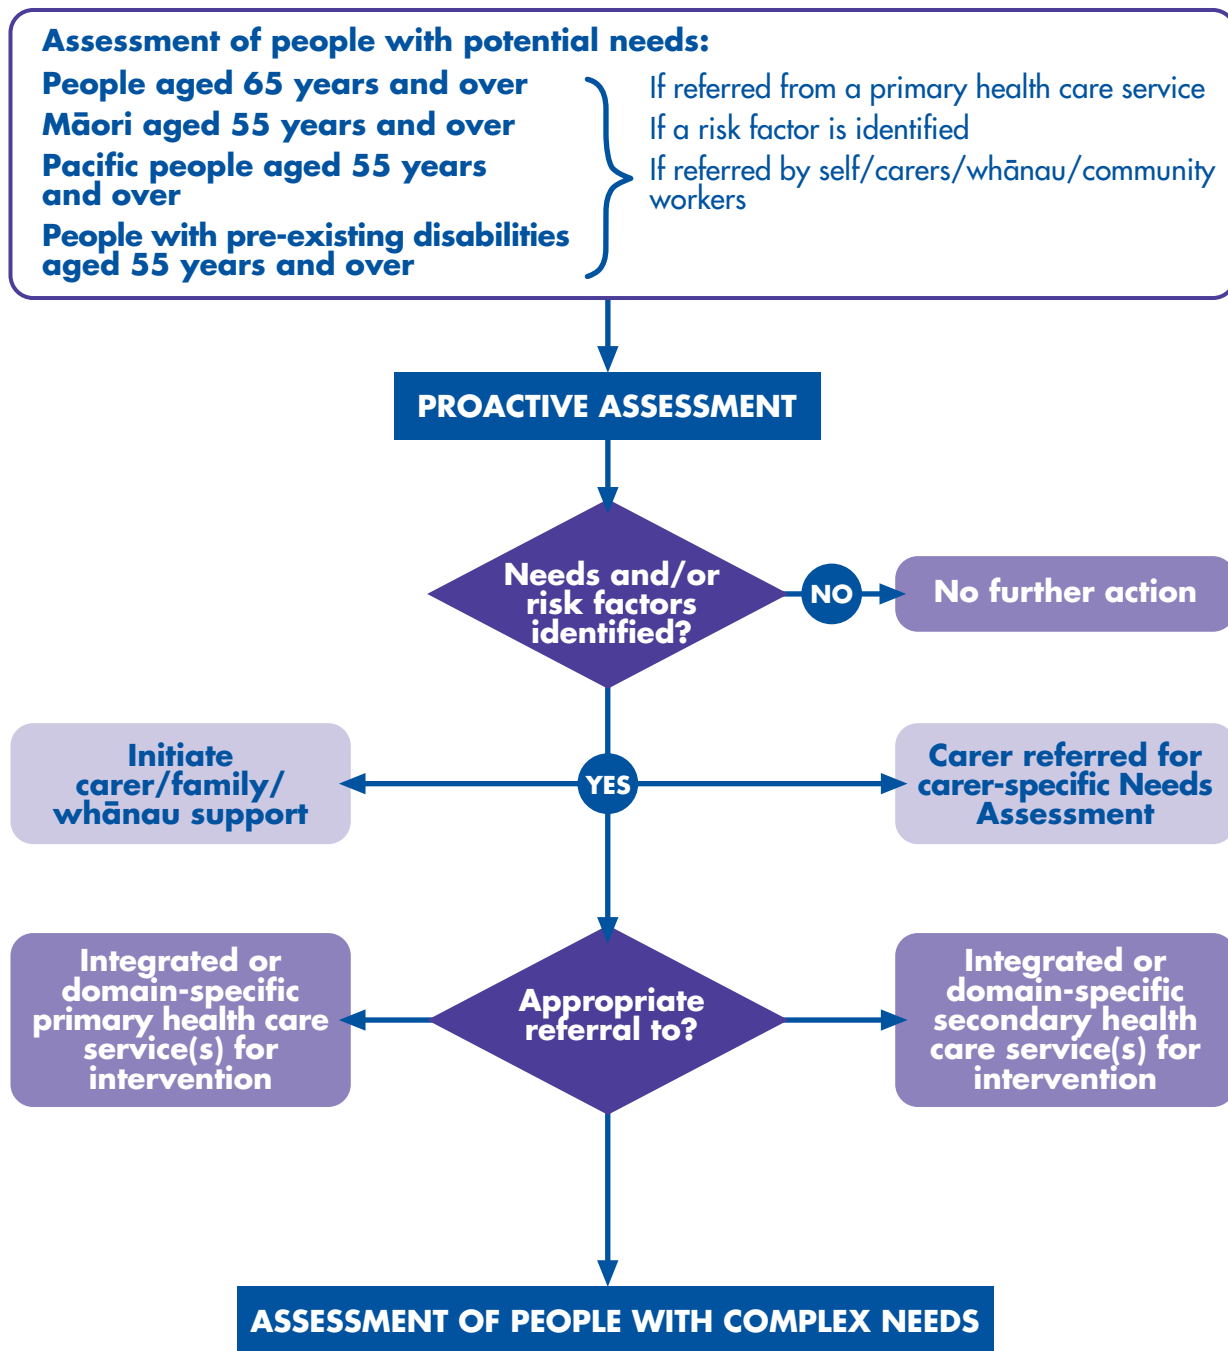 Assessment of people with potential needs:
People aged 65 years and over
Māori aged 55 years and over
Pacific people aged 55 years
and over
People with pre-existing disabilities
aged 55 years and over
If referred from a primary health care service
If a risk factor is identified
If referred by self/carers/whānau/community
workers
PROACTIVE ASSESSMENT
Needs and/or
risk factors
identified?
NO
No further action
Initiate
carer/family/
whānau support
YES
Carer referred for
carer-specific Needs
Assessment
Integrated or
domain-specific
primary health care
service(s) for
intervention
Appropriate
referral to?
Integrated or
domain-specific
secondary health
care service(s) for
intervention
ASSESSMENT OF PEOPLE WITH COMPLEX NEEDS